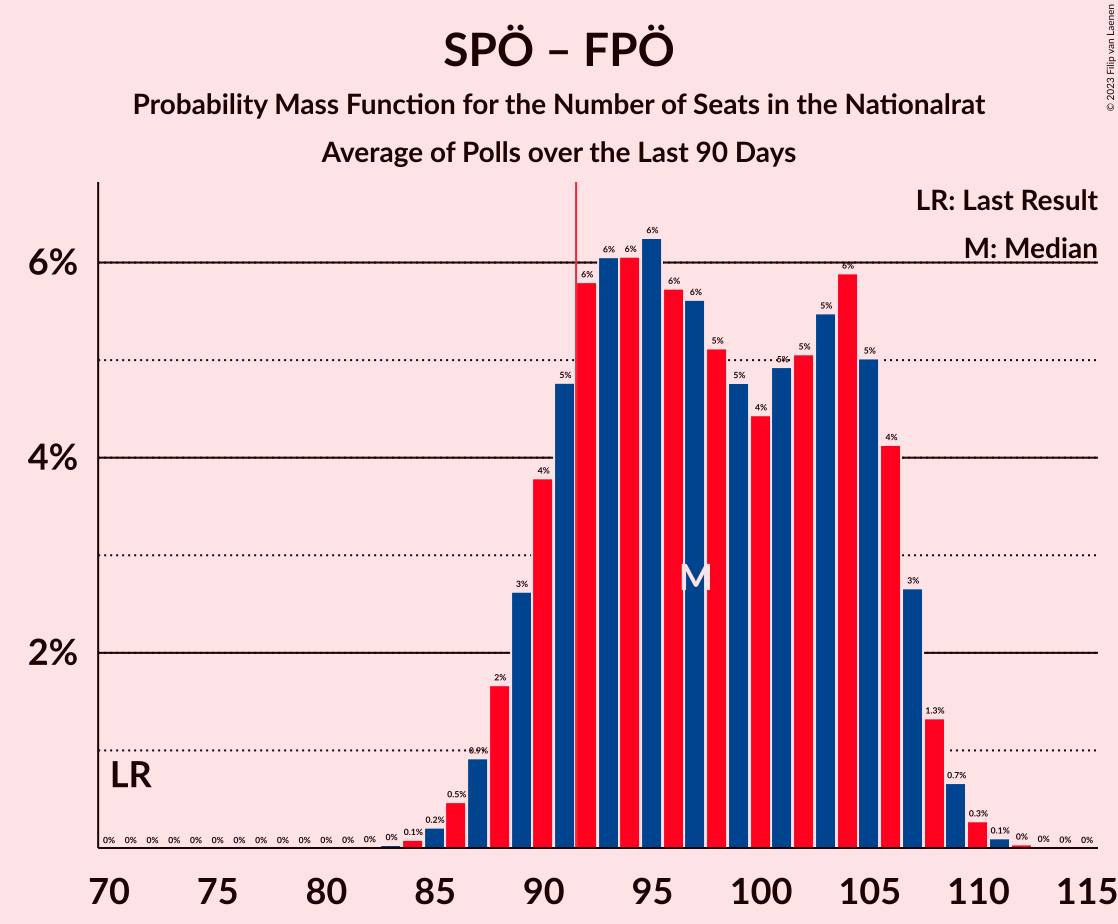 SPÖ – FPÖ
Probability Mass Function for the Number of Seats in the Nationalrat
Average of Polls over the Last 90 Days
© 2023 Filip van Laenen
LR: Last Result
M: Median
6%
4%
2%
0% 0% 0% 0% 0% 0% 0% 0% 0% 0% 0% 0% 0% 0% 0.1% 0.2% 0.5% 0.9% 2% 3% 4% 5% 6% 6% 6% 6% 6% 6% 5% 5% 4% 5% 5% 5% 6% 5% 4% 3% 1.3% 0.7% 0.3% 0.1% 0% 0% 0% 0%
M
LR
70 75 80 85 90 95 100 105 110 115